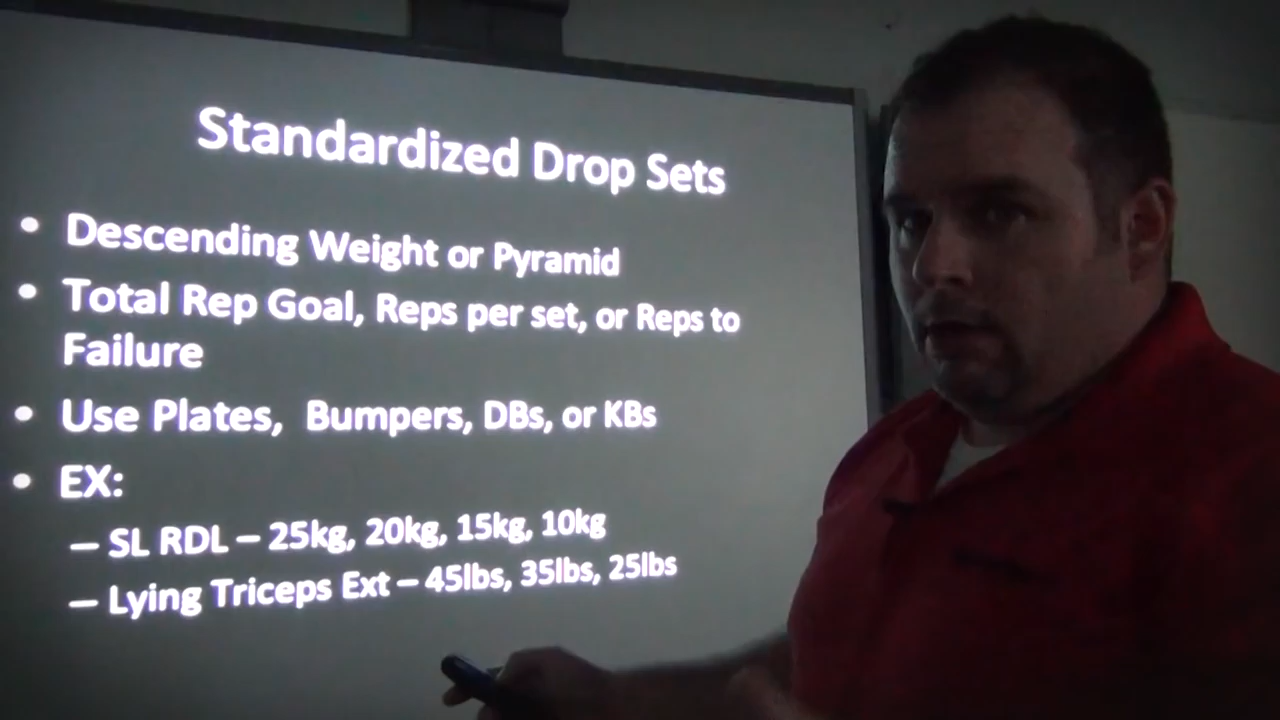 Standardized Drop Sets
• Descending Weight or Pyramid
• Total Rep Goal, Reps per set, or Reps to
Failure
• Use Plates, Bumpers, DBs, or KBs
• EX:
– SL RDL – 25kg, 20kg, 15kg, 10kg
– Lying Triceps Ext – 45lbs, 35lbs, 25lbs